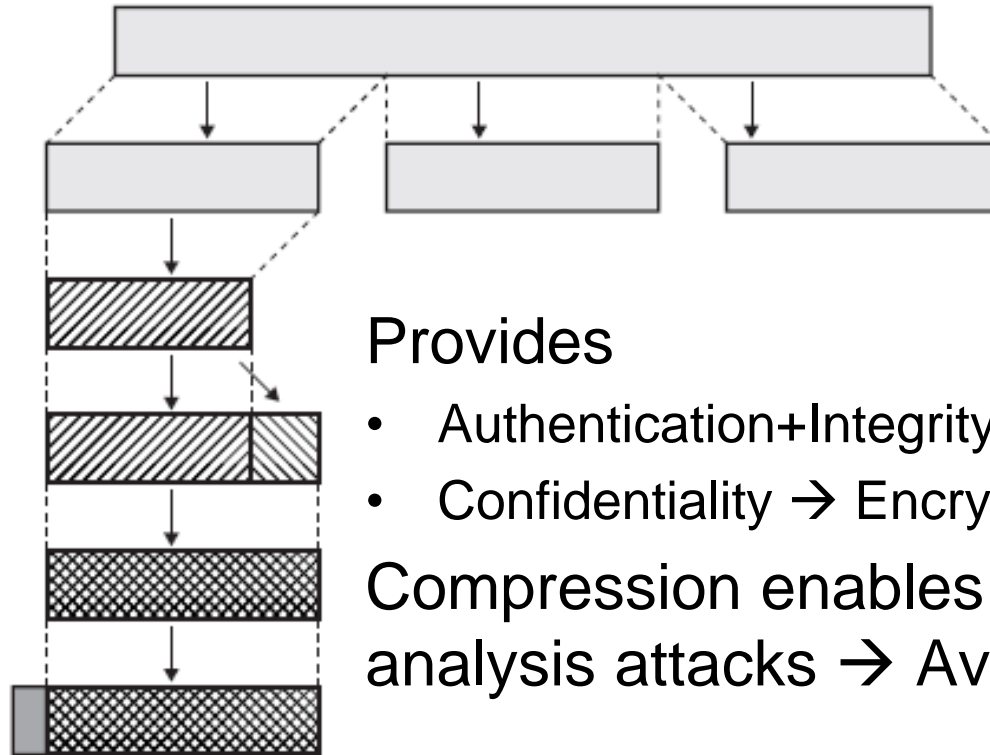 Provides
• Authentication+Integrity
• Confidentiality → Encry
Compression enables
analysis attacks → Av